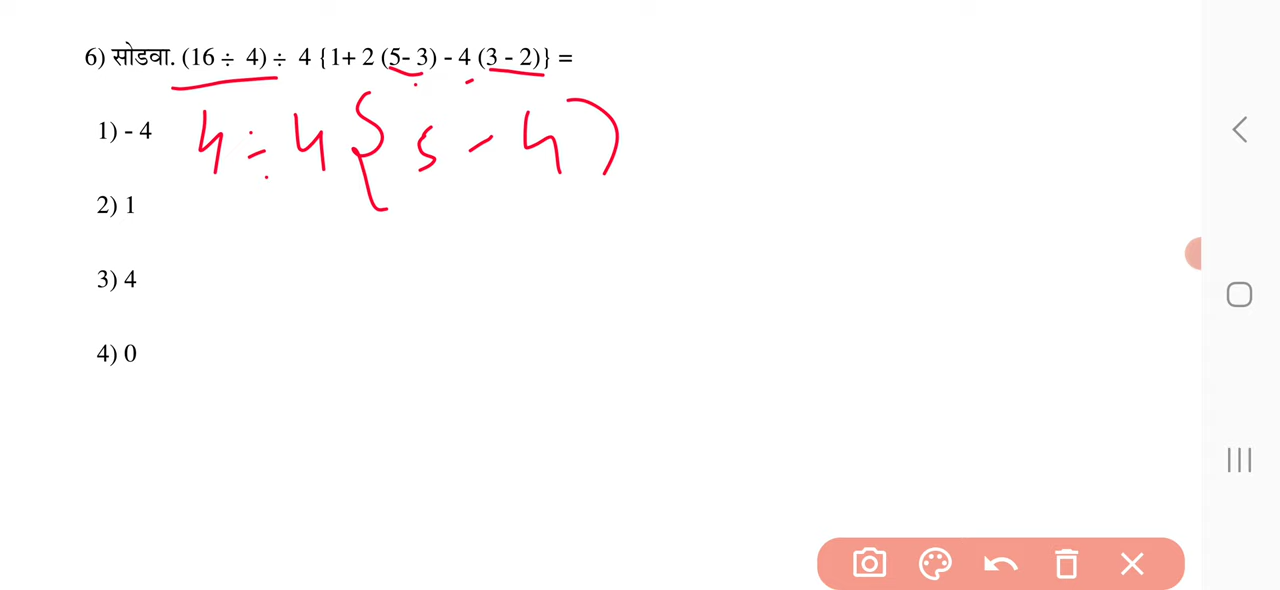 6) सोडवा. (16 ÷ 4) ÷ 4 {1+ 2 (5- 3) - 4 (3 - 2)} =
4 ÷ 4 { 5 - 4 )
1) - 4
2) 1
3) 4
4) 0